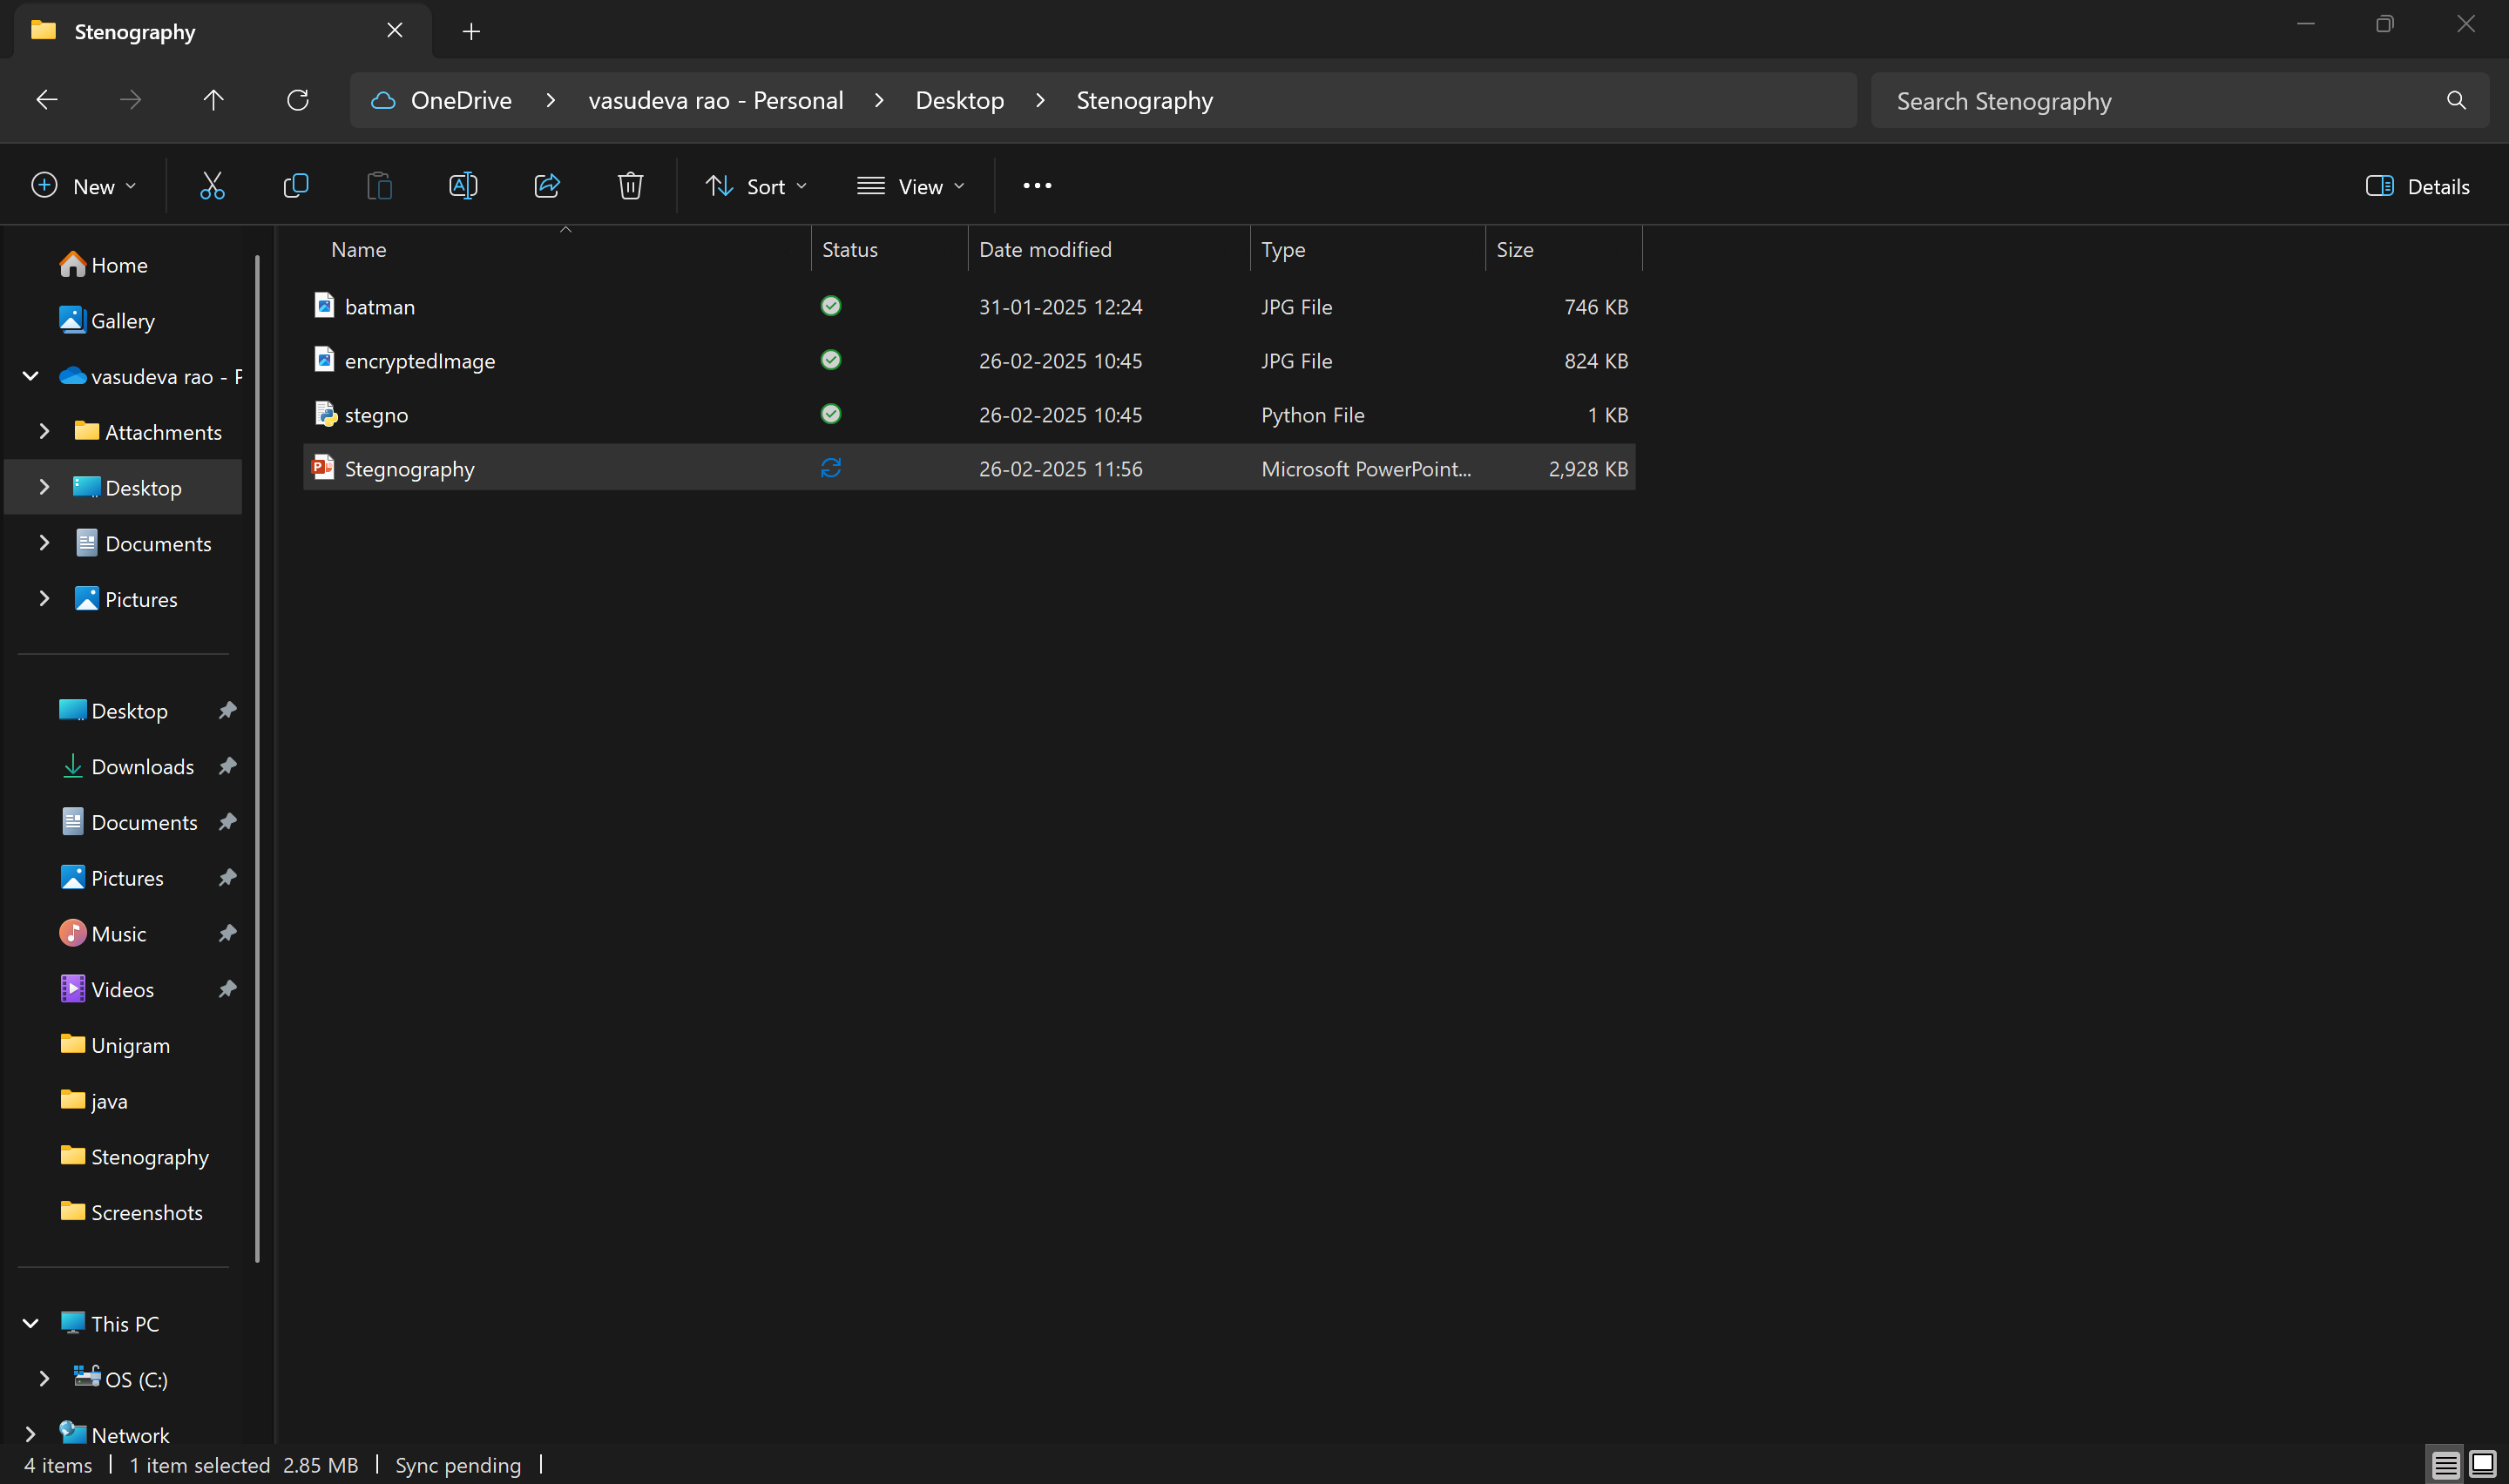 Stenography
OneDrive > vasudeva rao - Personal > Desktop > Stenography
Search Stenography
New
Sort
View
Details
Name Status Date modified Type Size
batman 31-01-2025 12:24 JPG File 746 KB
encryptedImage 26-02-2025 10:45 JPG File 824 KB
stegno 26-02-2025 10:45 Python File 1 KB
Stegnography 26-02-2025 11:56 Microsoft PowerPoint... 2,928 KB
Home
Gallery
vasudeva rao - P
Attachments
Desktop
Documents
Pictures
Desktop
Downloads
Documents
Pictures
Music
Videos
Unigram
java
Stenography
Screenshots
This PC
OS (C:)
Network
4 items | 1 item selected 2.85 MB | Sync pending |